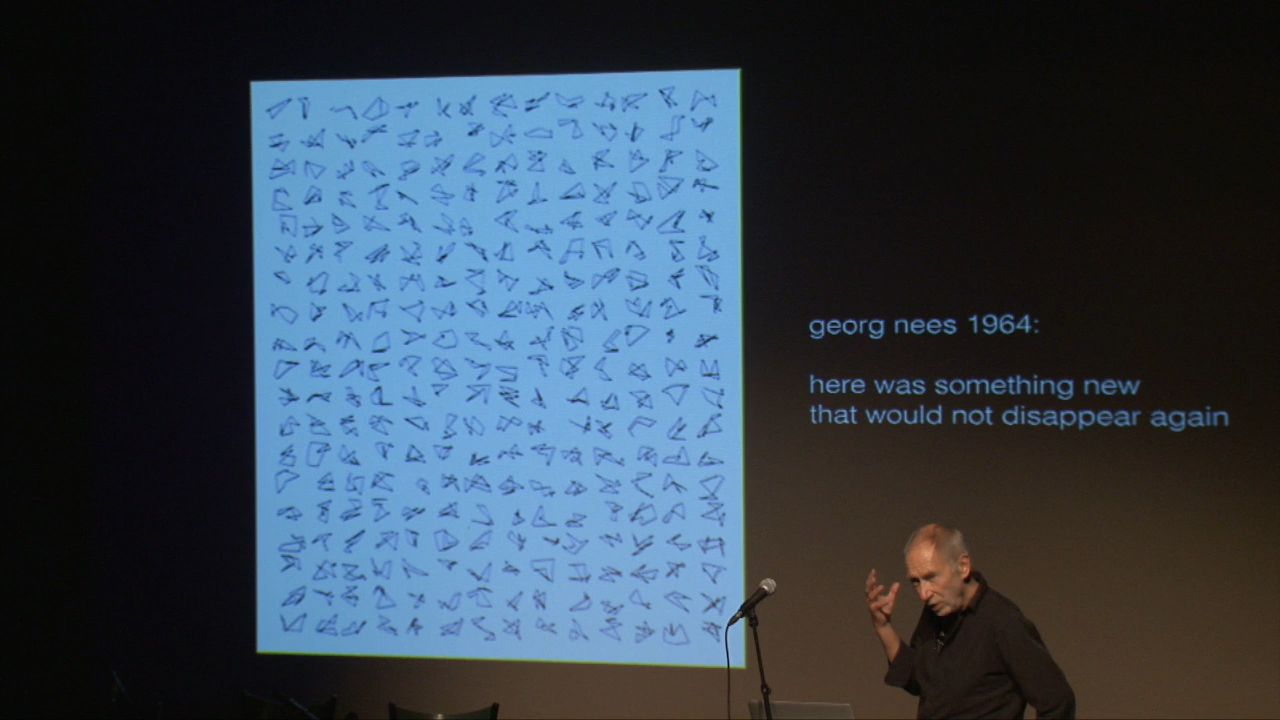 georg nees 1964:
here was something new
that would not disappear again